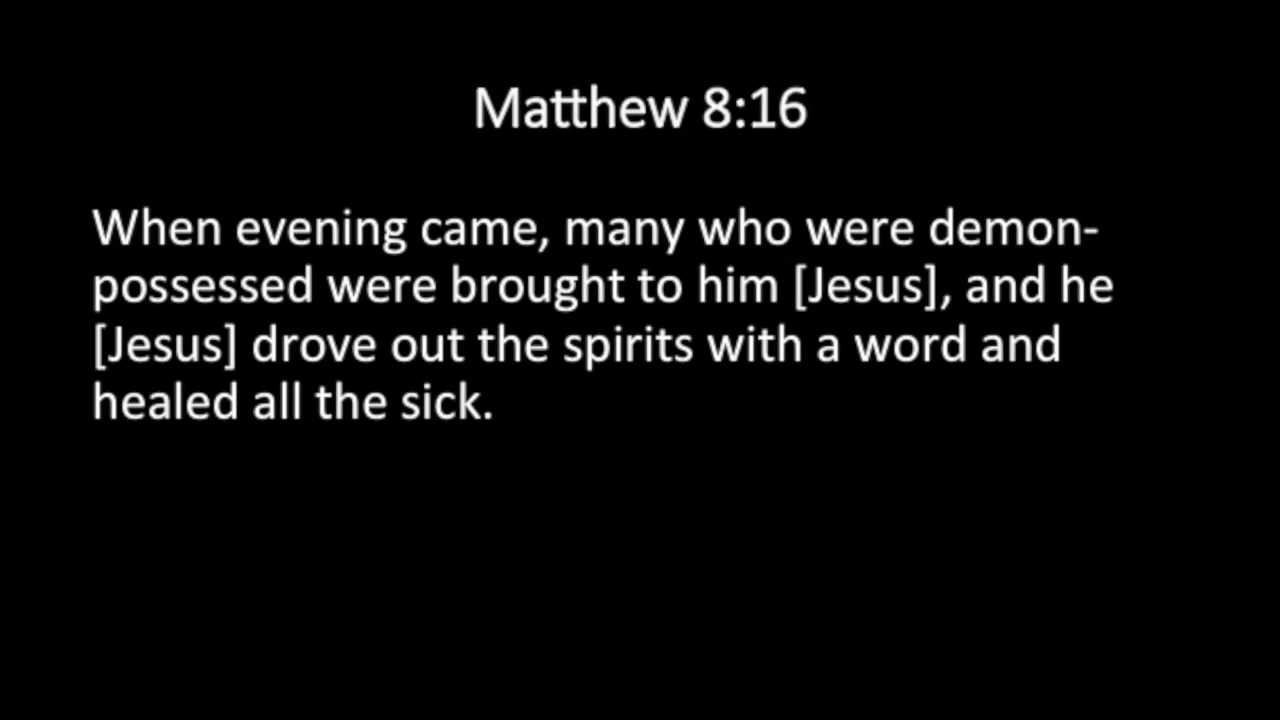 Matthew 8:16
When evening came, many who were demon-
possessed were brought to him [Jesus], and he
[Jesus] drove out the spirits with a word and
healed all the sick.